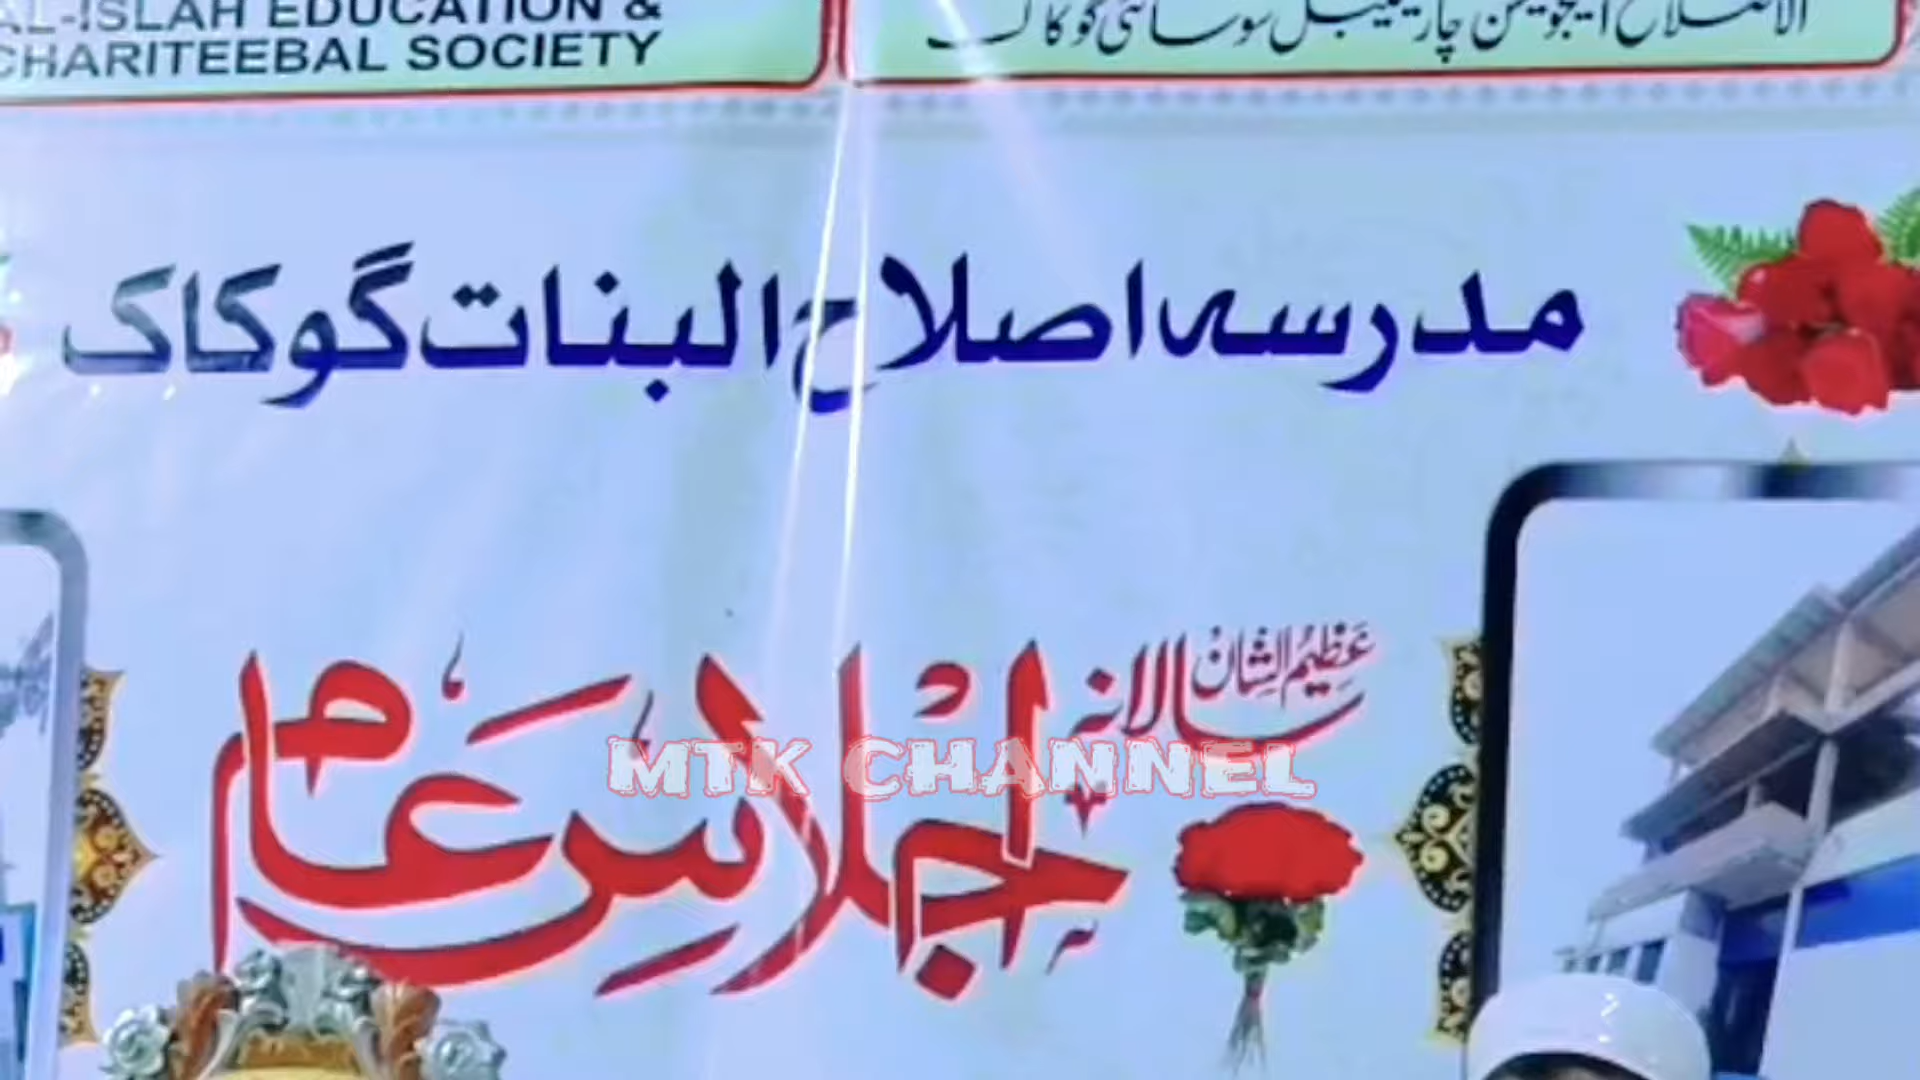 AL-ISLAH EDUCATION &
CHARITEEBAL SOCIETY
الاصلاح ایجوکیشن چاریٹیبل سوسائٹی گوکاک
مدرسہ اصلاح البنات گوکاک
عظیم الشان
سالانہ
اجلاسِ عام
MTK CHANNEL